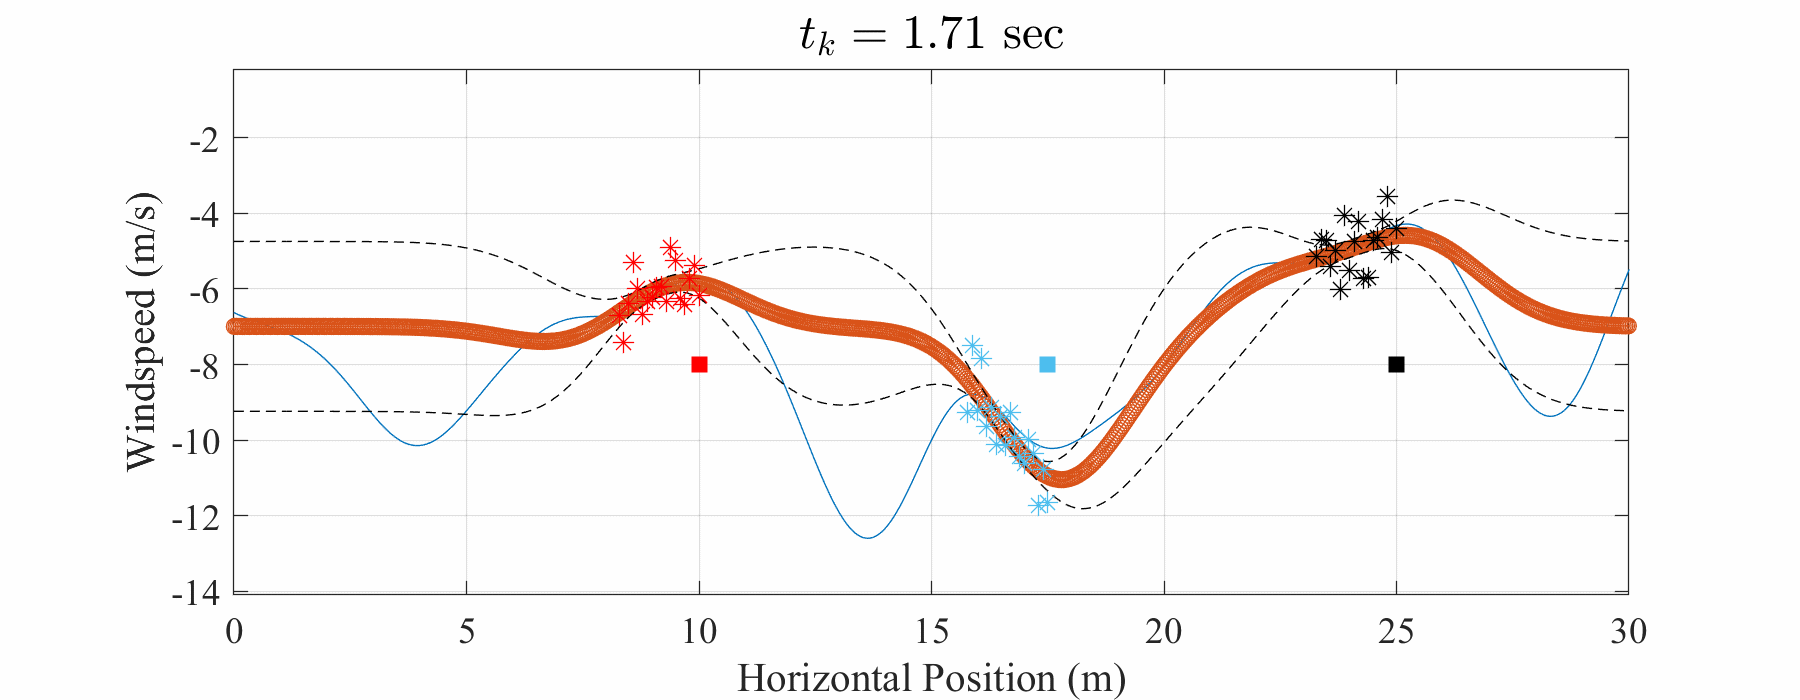 t_k = 1.71 sec
-2
-4
-6
-8
-10
-12
-14
Windspeed (m/s)
0 5 10 15 20 25 30
Horizontal Position (m)